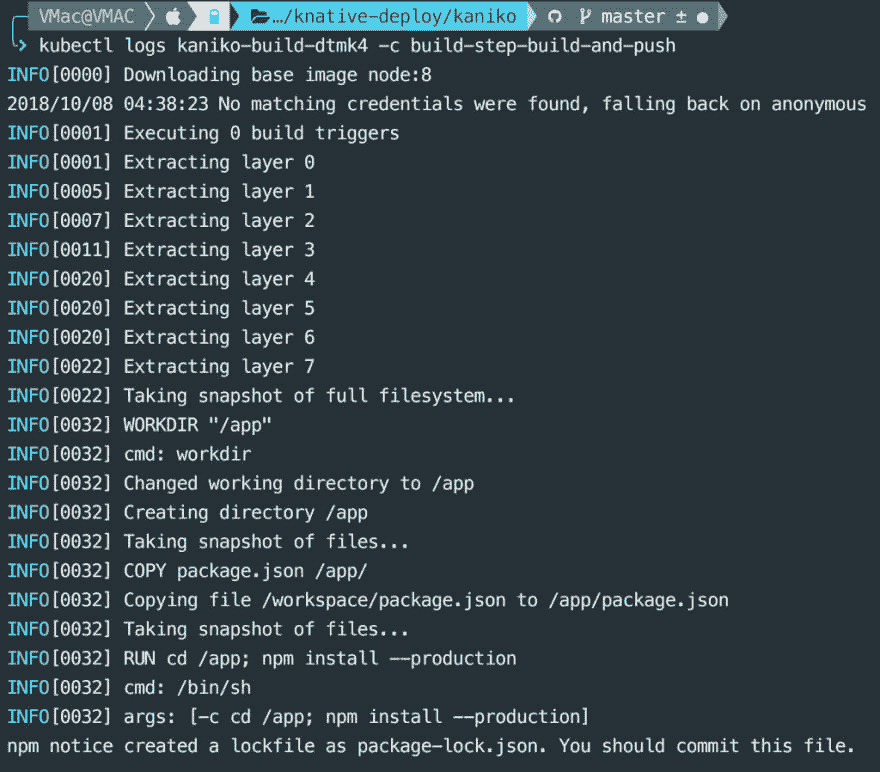 VMac@VMAC …/knative-deploy/kaniko master ± ●
kubectl logs kaniko-build-dtmk4 -c build-step-build-and-push
INFO[0000] Downloading base image node:8
2018/10/08 04:38:23 No matching credentials were found, falling back on anonymous
INFO[0001] Executing 0 build triggers
INFO[0001] Extracting layer 0
INFO[0005] Extracting layer 1
INFO[0007] Extracting layer 2
INFO[0011] Extracting layer 3
INFO[0020] Extracting layer 4
INFO[0020] Extracting layer 5
INFO[0020] Extracting layer 6
INFO[0022] Extracting layer 7
INFO[0022] Taking snapshot of full filesystem...
INFO[0032] WORKDIR "/app"
INFO[0032] cmd: workdir
INFO[0032] Changed working directory to /app
INFO[0032] Creating directory /app
INFO[0032] Taking snapshot of files...
INFO[0032] COPY package.json /app/
INFO[0032] Copying file /workspace/package.json to /app/package.json
INFO[0032] Taking snapshot of files...
INFO[0032] RUN cd /app; npm install --production
INFO[0032] cmd: /bin/sh
INFO[0032] args: [-c cd /app; npm install --production]
npm notice created a lockfile as package-lock.json. You should commit this file.